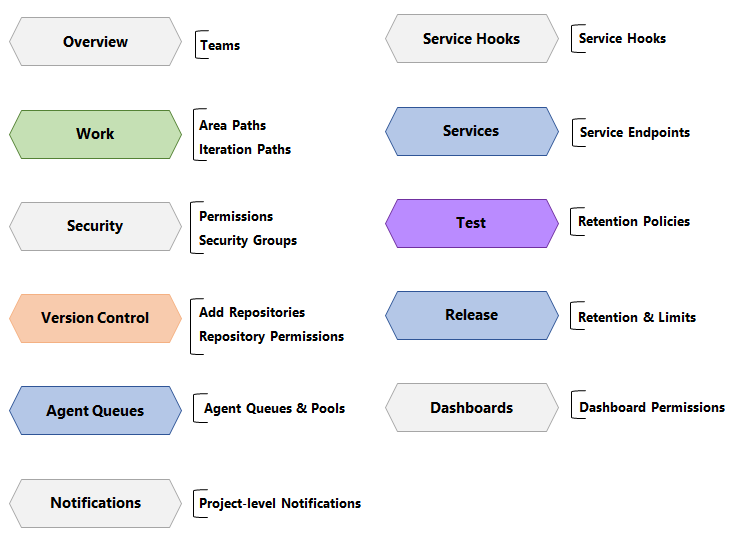 Overview
Teams
Work
Area Paths
Iteration Paths
Security
Permissions
Security Groups
Version Control
Add Repositories
Repository Permissions
Agent Queues
Agent Queues & Pools
Notifications
Project-level Notifications
Service Hooks
Service Hooks
Services
Service Endpoints
Test
Retention Policies
Release
Retention & Limits
Dashboards
Dashboard Permissions